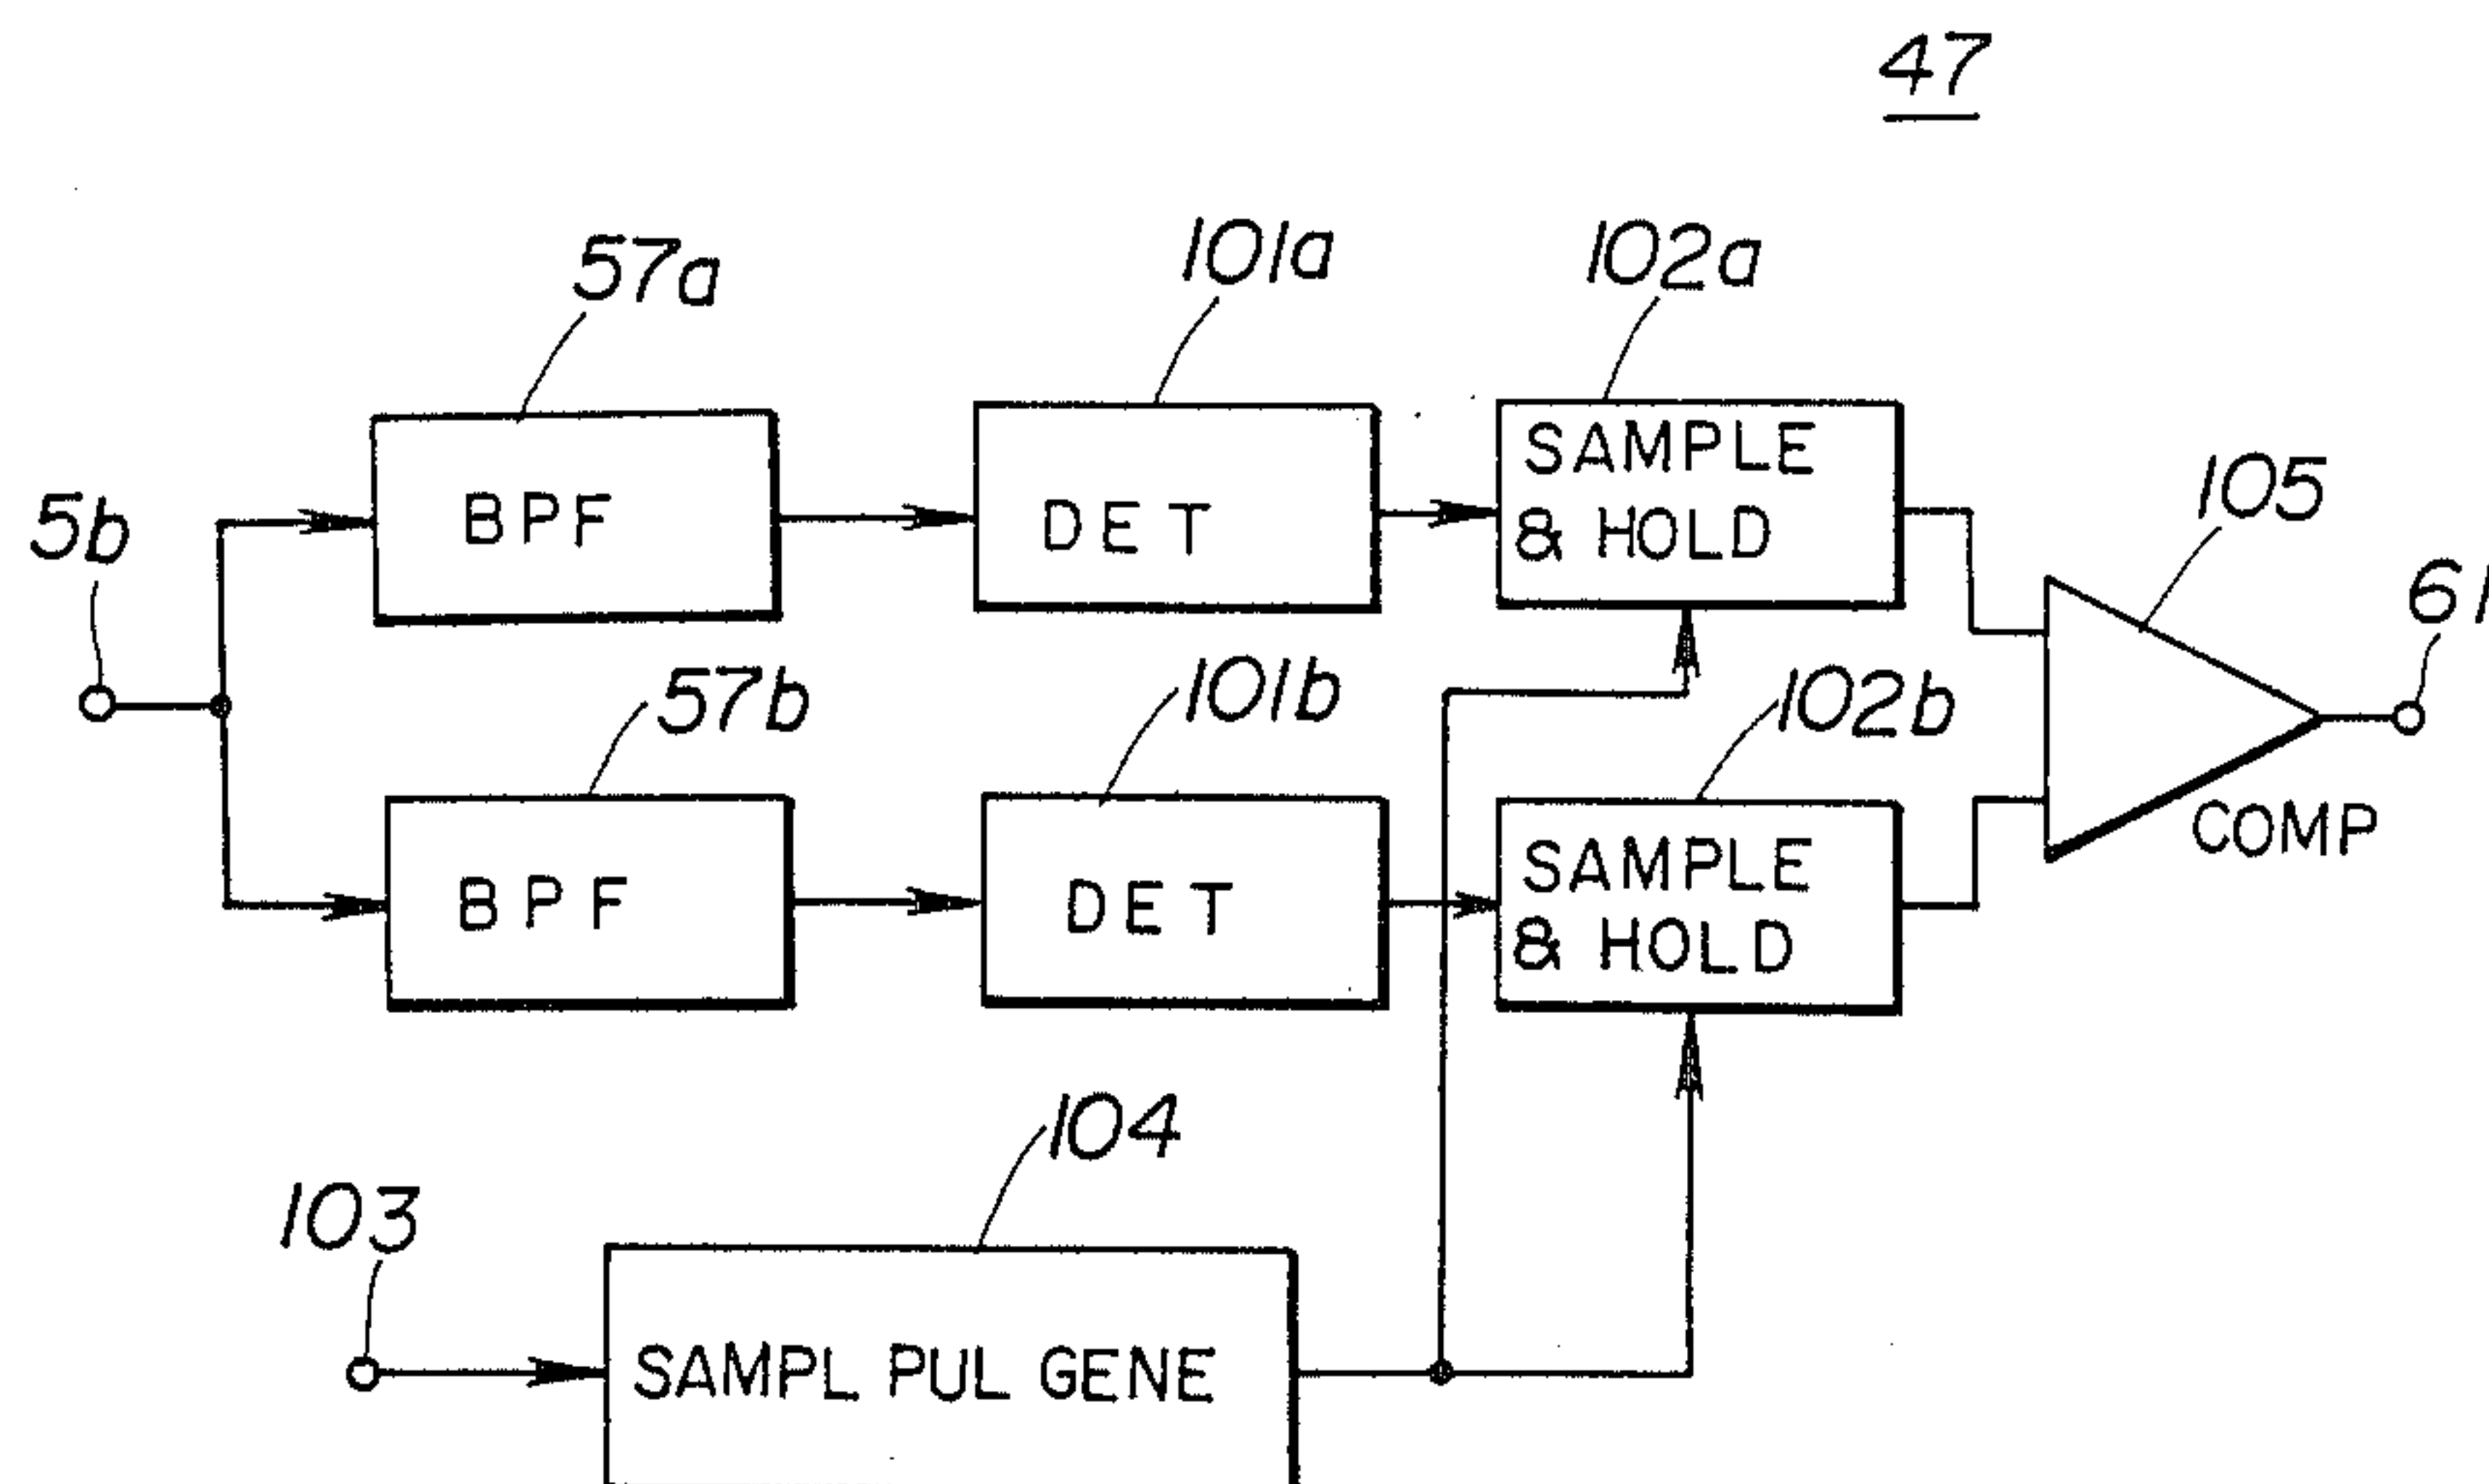 47
57a
101a
102a
SAMPLE
& HOLD
105
BPF
DET
5b
61
57b
101b
102b
COMP
BPF
DET
SAMPLE
& HOLD
104
103
SAMPL PUL GENE